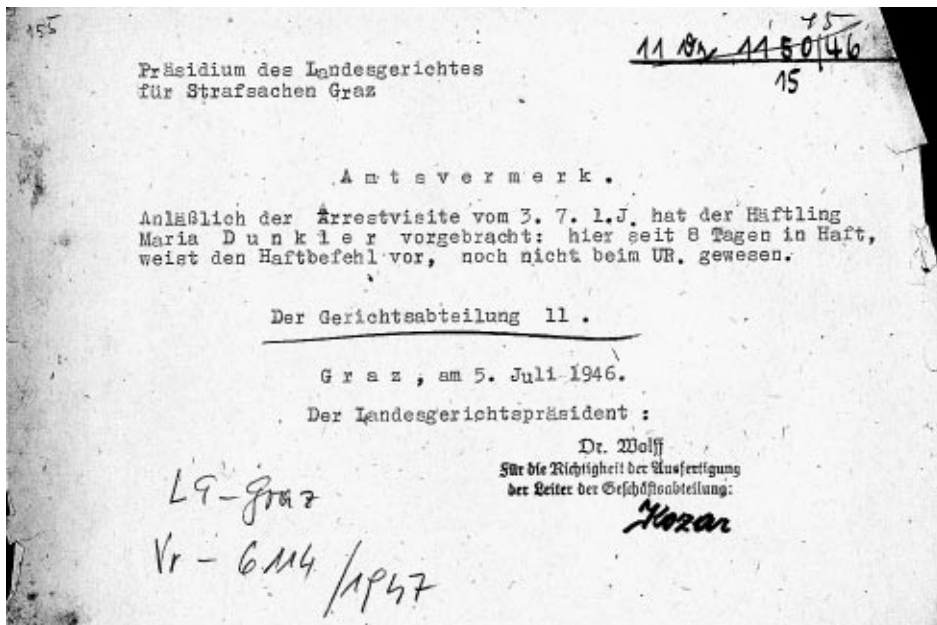 155
15
11 Vr 1150/46
15
Präsidium des Landesgerichtes
für Strafsachen Graz
A m t s v e r m e r k .
Anläßlich der Arrestvisite vom 3. 7. l.J. hat der Häftling
Maria D u n k l e r vorgebracht: hier seit 8 Tagen in Haft,
weist den Haftbefehl vor, noch nicht beim UR. gewesen.
Der Gerichtsabteilung 11 .
G r a z , am 5. Juli 1946.
Der Landesgerichtspräsident :
Dr. Wolff
Für die Richtigkeit der Ausfertigung
der Leiter der Geschäftsabteilung:
Kozar
LG-Graz
Vr - 6114/1947